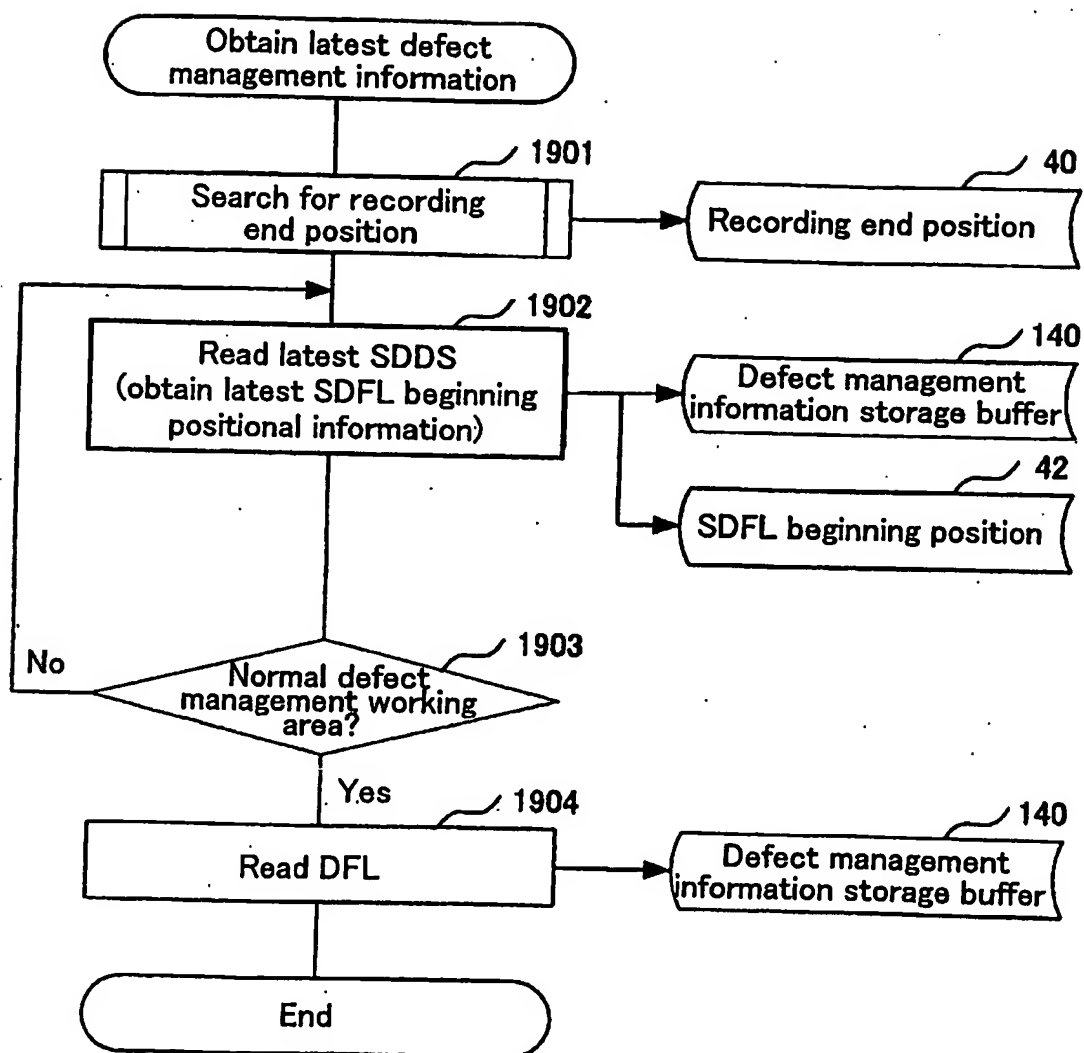 Obtain latest defect
management information
1901
Search for recording
end position
40
Recording end position
1902
Read latest SDDS
(obtain latest SDFL beginning
positional information)
140
Defect management
information storage buffer
42
SDFL beginning position
1903
Normal defect
management working
area?
No
Yes
1904
Read DFL
140
Defect management
information storage buffer
End